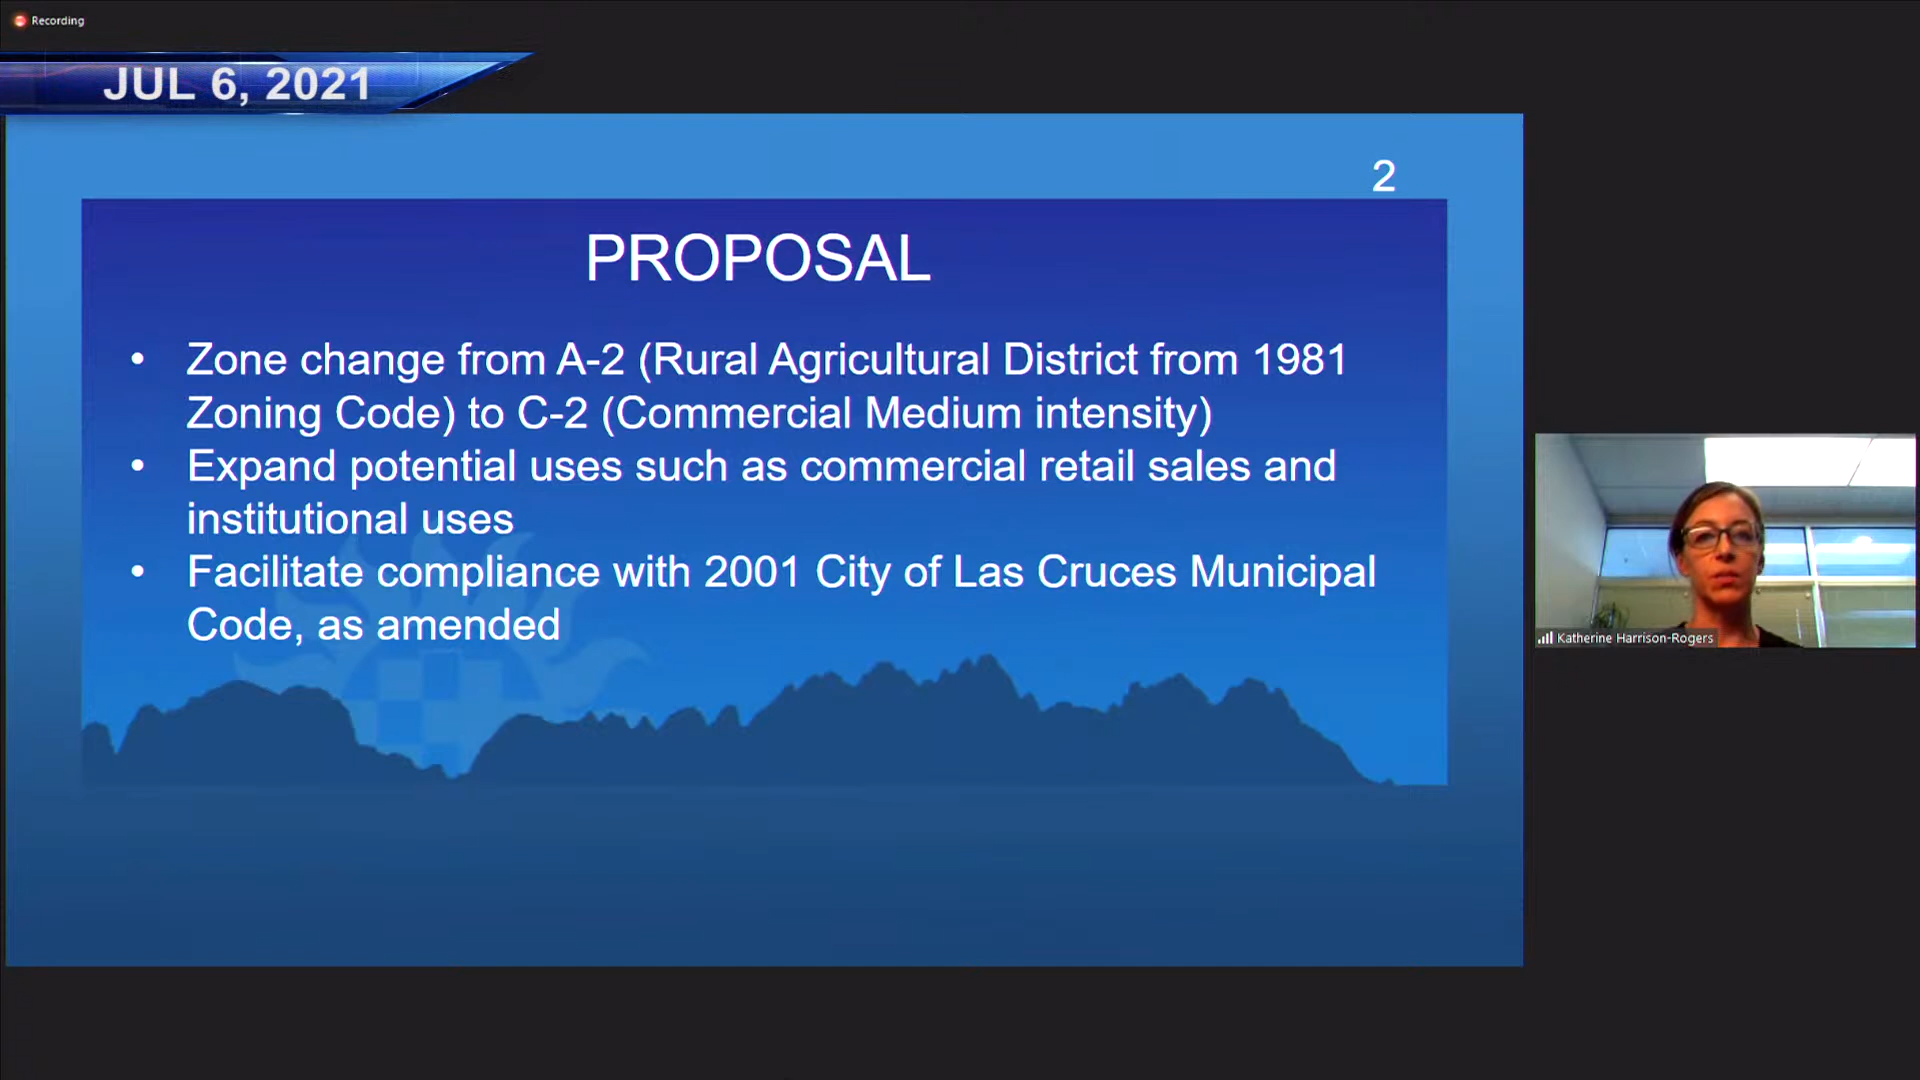 Recording
JUL 6, 2021
2
PROPOSAL
• Zone change from A-2 (Rural Agricultural District from 1981
Zoning Code) to C-2 (Commercial Medium intensity)
• Expand potential uses such as commercial retail sales and
institutional uses
• Facilitate compliance with 2001 City of Las Cruces Municipal
Code, as amended
Katherine Harrison-Rogers